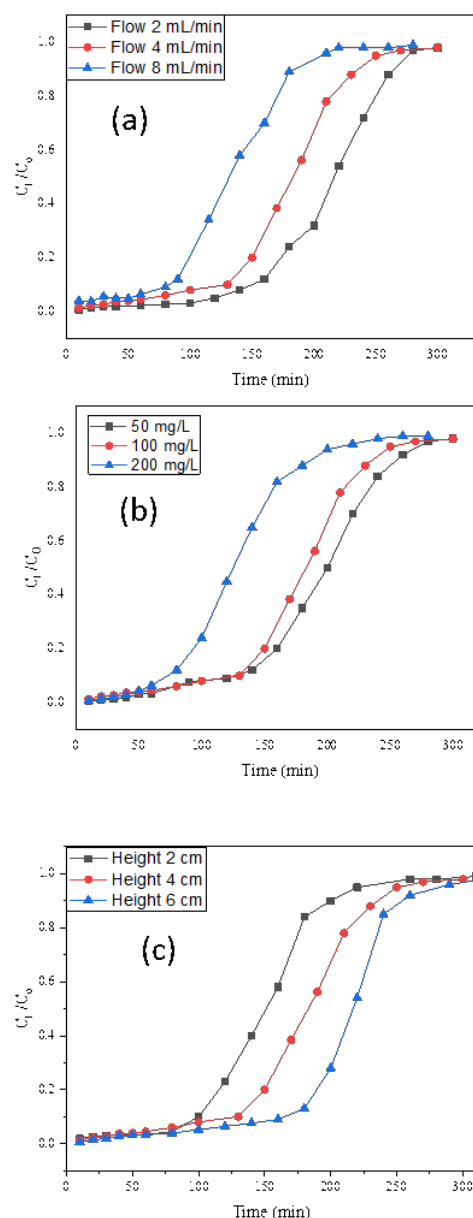 Flow 2 mL/min
Flow 4 mL/min
Flow 8 mL/min
(a)
1.0
0.8
0.6
0.4
0.2
0.0
Ct/Co
0 50 100 150 200 250 300
Time (min)
50 mg/L
100 mg/L
200 mg/L
(b)
1.0
0.8
0.6
0.4
0.2
0.0
Ct/CO
0 50 100 150 200 250 300
Time (min)
Height 2 cm
Height 4 cm
Height 6 cm
(c)
1.0
0.8
0.6
0.4
0.2
0.0
Ct/Co
0 50 100 150 200 250 300
Time (min)